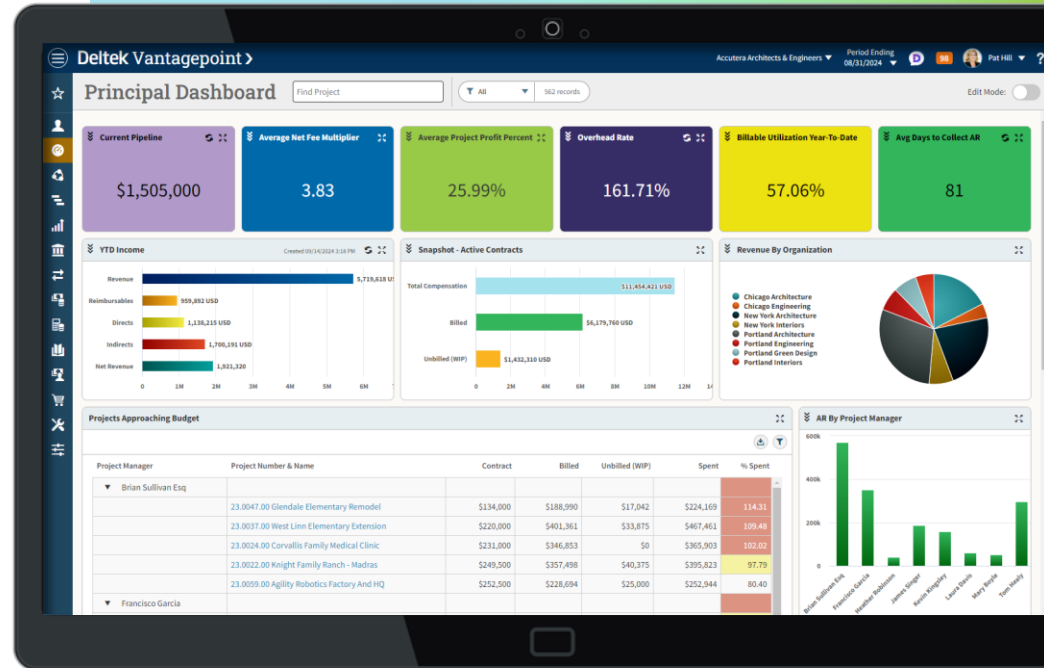 Deltek Vantagepoint
Accutera Architects & Engineers
Period Ending
08/31/2024
D
98
Pat Hill
?
Principal Dashboard
Find Project
All
562 records
Edit Mode:
Current Pipeline
Average Net Fee Multiplier
Average Project Profit Percent
Overhead Rate
Billable Utilization Year-To-Date
Avg Days to Collect AR
$1,505,000
3.83
25.99%
161.71%
57.06%
81
YTD Income
Created 09/14/2024 3:16 PM
Revenue
5,719,618 US
Reimbursables
959,892 USD
Directs
1,138,215 USD
Indirects
1,700,191 USD
Net Revenue
1,921,320
0 1M 2M 3M 4M 5M 6M
Snapshot - Active Contracts
Total Compensation
$11,454,421 USD
Billed
$6,179,760 USD
Unbilled (WIP)
$1,432,310 USD
0 2M 4M 6M 8M 10M 12M 14
Revenue By Organization
Chicago Architecture
Chicago Engineering
New York Architecture
New York Interiors
Portland Architecture
Portland Engineering
Portland Green Design
Portland Interiors
Projects Approaching Budget
Project Manager Project Number & Name Contract Billed Unbilled (WIP) Spent % Spent
Brian Sullivan Esq
23.0047.00 Glendale Elementary Remodel $134,000 $188,990 $17,042 $224,169 114.31
23.0037.00 West Linn Elementary Extension $220,000 $401,361 $33,875 $467,461 109.48
23.0024.00 Corvallis Family Medical Clinic $231,000 $346,853 $0 $365,903 102.02
23.0022.00 Knight Family Ranch - Madras $249,500 $357,498 $40,375 $395,823 97.79
23.0059.00 Agility Robotics Factory And HQ $252,500 $228,694 $25,000 $252,944 80.40
Francisco Garcia
AR By Project Manager
600k
400k
200k
0
Brian Sullivan Esq
Francisco Garcia
Heather Robinson
James Singer
Kevin Kingsley
Laura Davis
Mary Boyle
Tom Healy